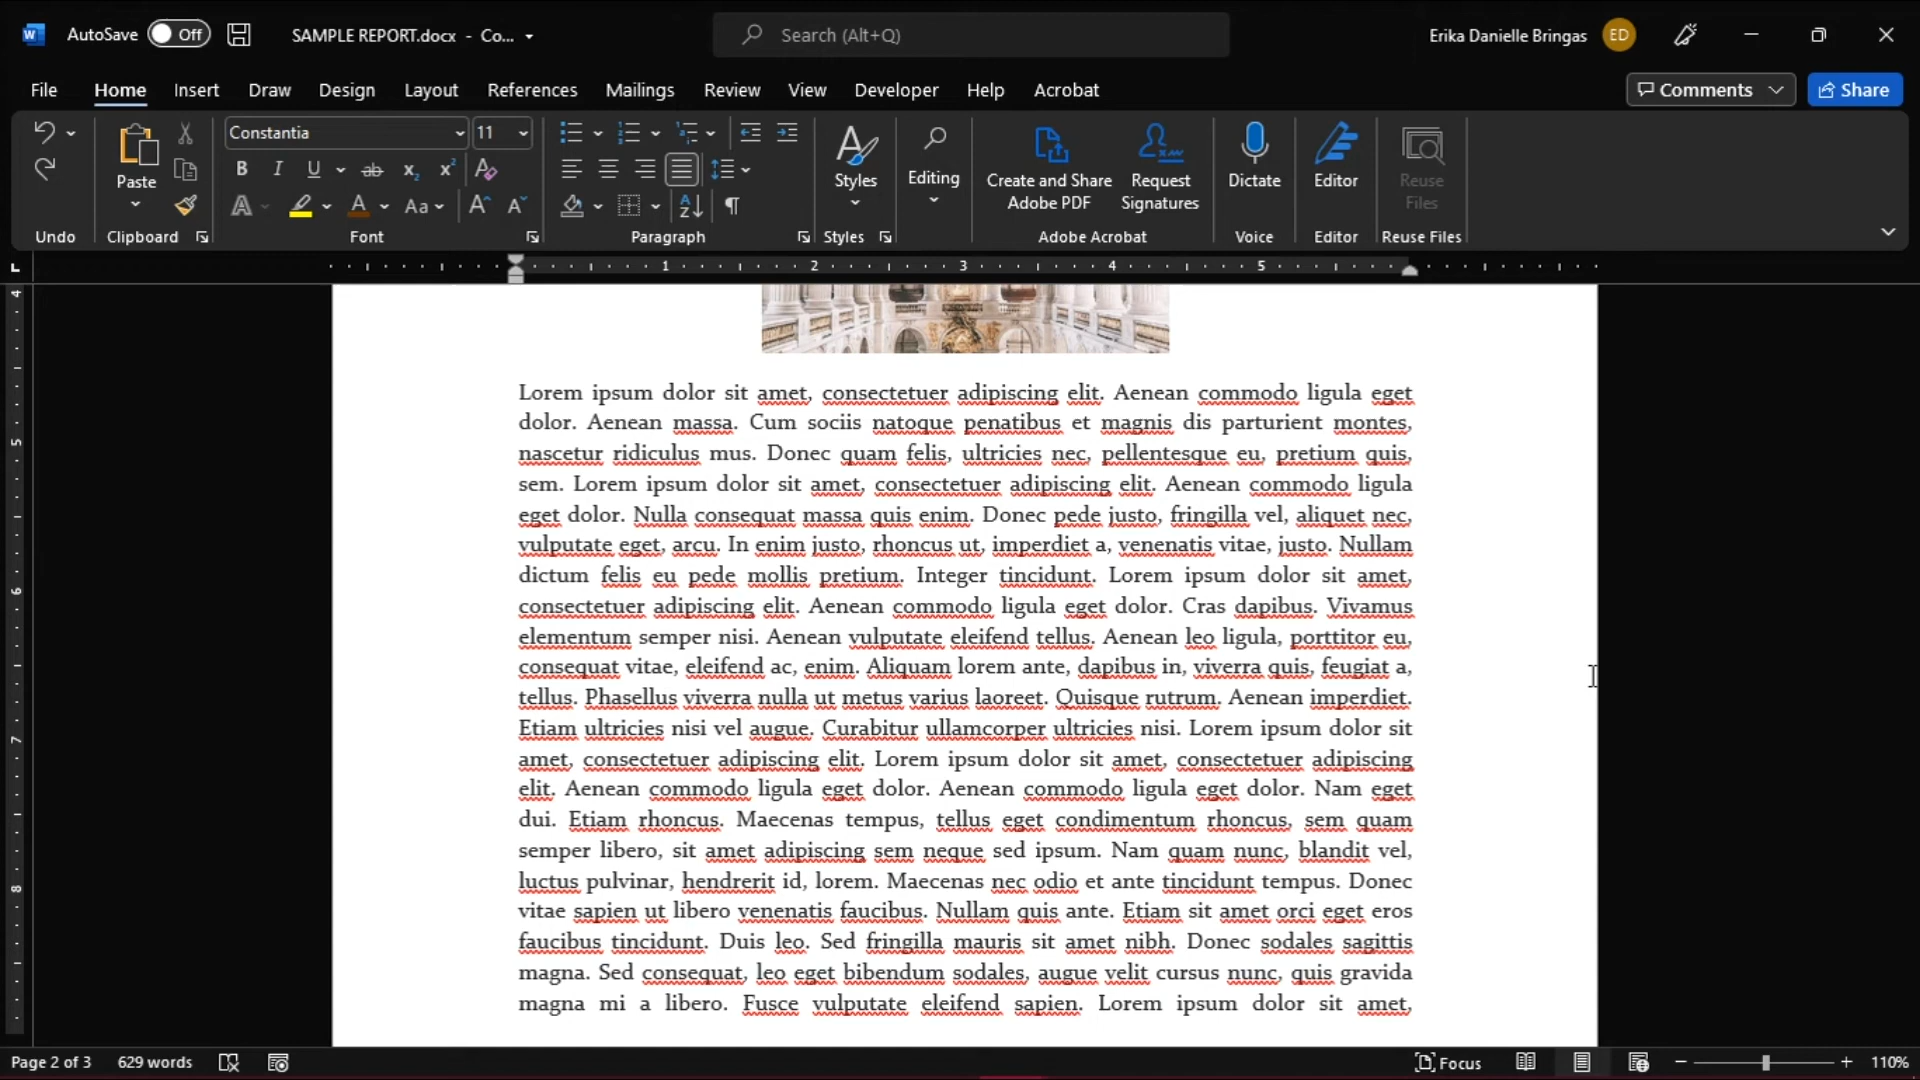 AutoSave Off SAMPLE REPORT.docx - Co... Search (Alt+Q) Erika Danielle Bringas ED
File Home Insert Draw Design Layout References Mailings Review View Developer Help Acrobat Comments Share
Constantia 11
Paste Styles Editing Create and Share Adobe PDF Request Signatures Dictate Editor Reuse Files
Undo Clipboard Font Paragraph Styles Adobe Acrobat Voice Editor Reuse Files
1 2 3 4 5
Lorem ipsum dolor sit amet, consectetuer adipiscing elit. Aenean commodo ligula eget
dolor. Aenean massa. Cum sociis natoque penatibus et magnis dis parturient montes,
nascetur ridiculus mus. Donec quam felis, ultricies nec, pellentesque eu, pretium quis,
sem. Lorem ipsum dolor sit amet, consectetuer adipiscing elit. Aenean commodo ligula
eget dolor. Nulla consequat massa quis enim. Donec pede justo, fringilla vel, aliquet nec,
vulputate eget, arcu. In enim justo, rhoncus ut, imperdiet a, venenatis vitae, justo. Nullam
dictum felis eu pede mollis pretium. Integer tincidunt. Lorem ipsum dolor sit amet,
consectetuer adipiscing elit. Aenean commodo ligula eget dolor. Cras dapibus. Vivamus
elementum semper nisi. Aenean vulputate eleifend tellus. Aenean leo ligula, porttitor eu,
consequat vitae, eleifend ac, enim. Aliquam lorem ante, dapibus in, viverra quis, feugiat a,
tellus. Phasellus viverra nulla ut metus varius laoreet. Quisque rutrum. Aenean imperdiet.
Etiam ultricies nisi vel augue. Curabitur ullamcorper ultricies nisi. Lorem ipsum dolor sit
amet, consectetuer adipiscing elit. Lorem ipsum dolor sit amet, consectetuer adipiscing
elit. Aenean commodo ligula eget dolor. Aenean commodo ligula eget dolor. Nam eget
dui. Etiam rhoncus. Maecenas tempus, tellus eget condimentum rhoncus, sem quam
semper libero, sit amet adipiscing sem neque sed ipsum. Nam quam nunc, blandit vel,
luctus pulvinar, hendrerit id, lorem. Maecenas nec odio et ante tincidunt tempus. Donec
vitae sapien ut libero venenatis faucibus. Nullam quis ante. Etiam sit amet orci eget eros
faucibus tincidunt. Duis leo. Sed fringilla mauris sit amet nibh. Donec sodales sagittis
magna. Sed consequat, leo eget bibendum sodales, augue velit cursus nunc, quis gravida
magna mi a libero. Fusce vulputate eleifend sapien. Lorem ipsum dolor sit amet,
4
5
6
7
8
Page 2 of 3 629 words Focus 110%